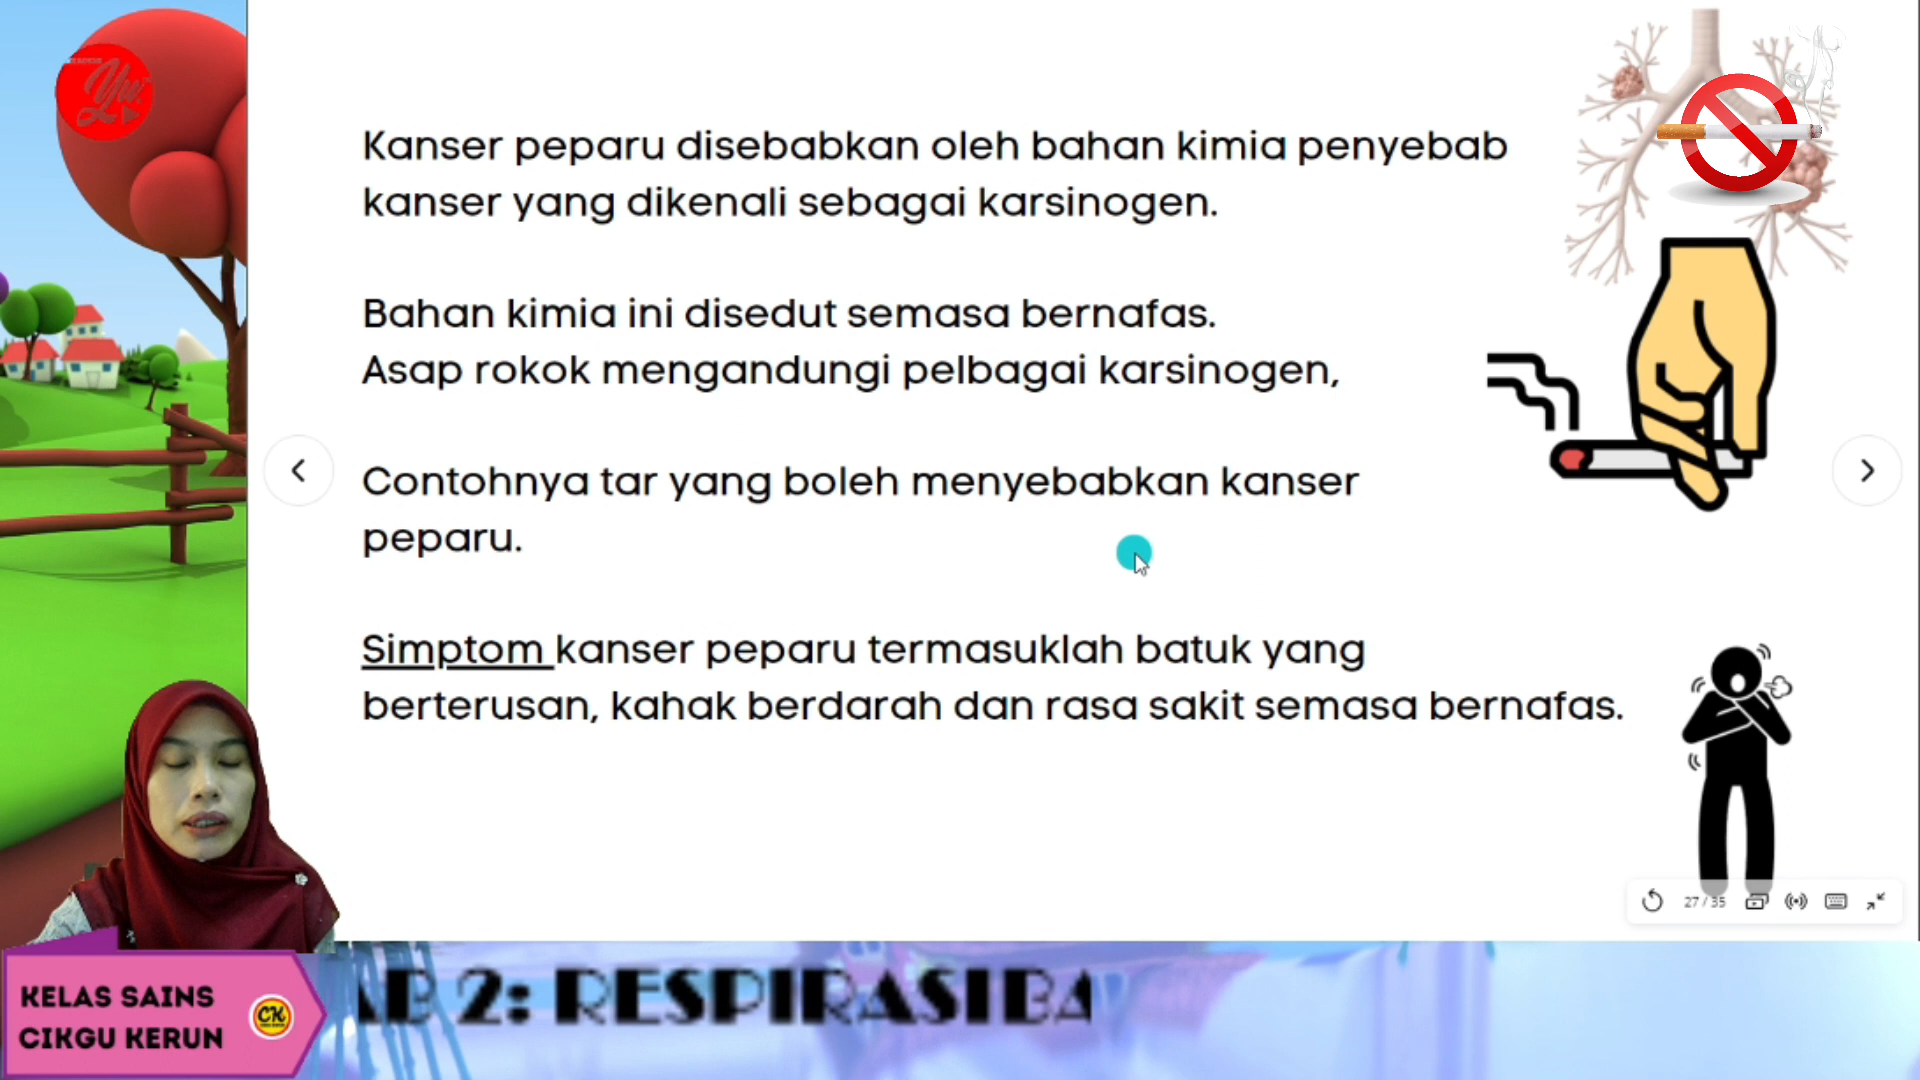 Kanser peparu disebabkan oleh bahan kimia penyebab
kanser yang dikenali sebagai karsinogen.
Bahan kimia ini disedut semasa bernafas.
Asap rokok mengandungi pelbagai karsinogen,
Contohnya tar yang boleh menyebabkan kanser
peparu.
Simptom kanser peparu termasuklah batuk yang
berterusan, kahak berdarah dan rasa sakit semasa bernafas.
27 / 35
KELAS SAINS
CIKGU KERUN
CK
AB 2: RESPIRASI BA